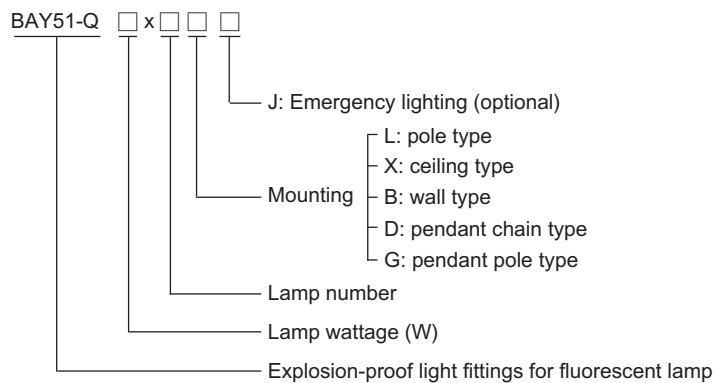 BAY51-Q □ x □ □ □
J: Emergency lighting (optional)
L: pole type
X: ceiling type
Mounting
B: wall type
D: pendant chain type
G: pendant pole type
Lamp number
Lamp wattage (W)
Explosion-proof light fittings for fluorescent lamp